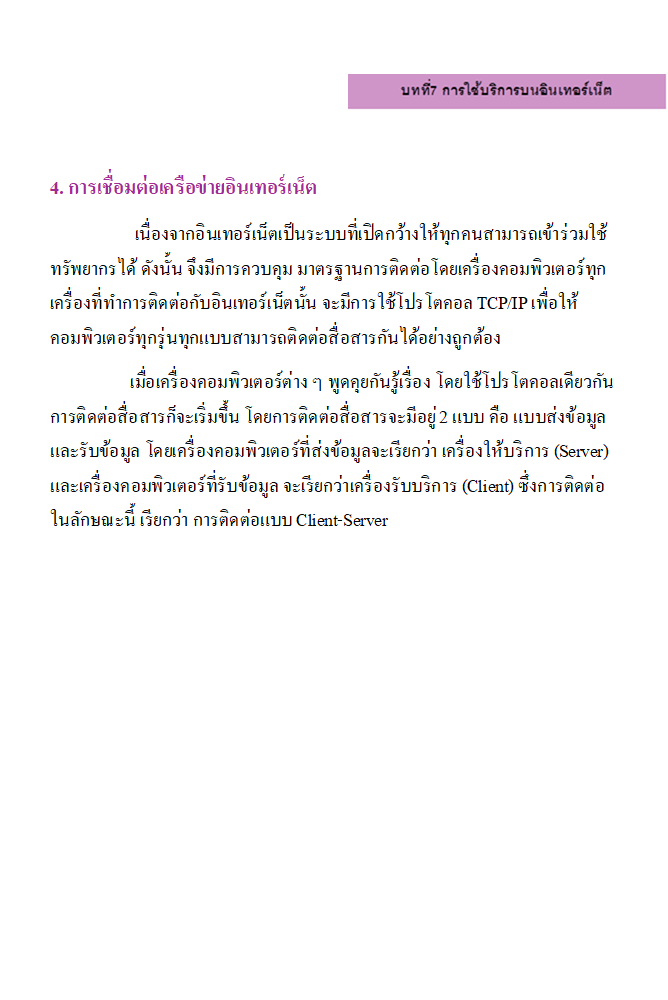 บทที่7 การใช้บริการบนอินเทอร์เน็ต
4. การเชื่อมต่อเครือข่ายอินเทอร์เน็ต
เนื่องจากอินเทอร์เน็ตเป็นระบบที่เปิดกว้างให้ทุกคนสามารถเข้าร่วมใช้
ทรัพยากรได้ ดังนั้น จึงมีการควบคุม มาตรฐานการติดต่อโดยเครื่องคอมพิวเตอร์ทุก
เครื่องที่ทำการติดต่อกับอินเทอร์เน็ตนั้น จะมีการใช้โปรโตคอล TCP/IP เพื่อให้
คอมพิวเตอร์ทุกรุ่นทุกแบบสามารถติดต่อสื่อสารกันได้อย่างถูกต้อง
เมื่อเครื่องคอมพิวเตอร์ต่าง ๆ พูดคุยกันรู้เรื่อง โดยใช้โปรโตคอลเดียวกัน
การติดต่อสื่อสารก็จะเริ่มขึ้น โดยการติดต่อสื่อสารจะมีอยู่ 2 แบบ คือ แบบส่งข้อมูล
และรับข้อมูล โดยเครื่องคอมพิวเตอร์ที่ส่งข้อมูลจะเรียกว่า เครื่องให้บริการ (Server)
และเครื่องคอมพิวเตอร์ที่รับข้อมูล จะเรียกว่าเครื่องรับบริการ (Client) ซึ่งการติดต่อ
ในลักษณะนี้ เรียกว่า การติดต่อแบบ Client-Server